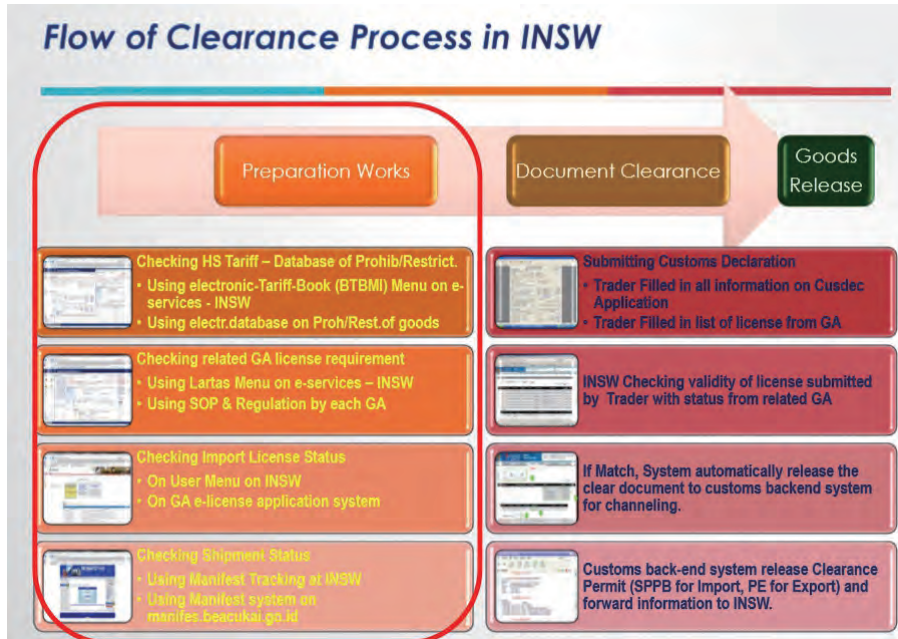 Flow of Clearance Process in INSW
Preparation Works
Document Clearance
Goods
Release
Checking HS Tariff – Database of Prohib/Restrict.
• Using electronic-Tariff-Book (BTBMI) Menu on e-
services - INSW
• Using electr.database on Proh/Rest.of goods
Checking related GA license requirement
• Using Lartas Menu on e-services – INSW
• Using SOP & Regulation by each GA
Checking Import License Status
• On User Menu on INSW
• On GA e-license application system
Checking Shipment Status
• Using Manifest Tracking at INSW
• Using Manifest system on
manifes.beacukai.go.id
Submitting Customs Declaration
• Trader Filled in all information on Cusdec
Application
• Trader Filled in list of license from GA
INSW Checking validity of license submitted
by Trader with status from related GA
If Match, System automatically release the
clear document to customs backend system
for channeling.
Customs back-end system release Clearance
Permit (SPPB for Import, PE for Export) and
forward information to INSW.